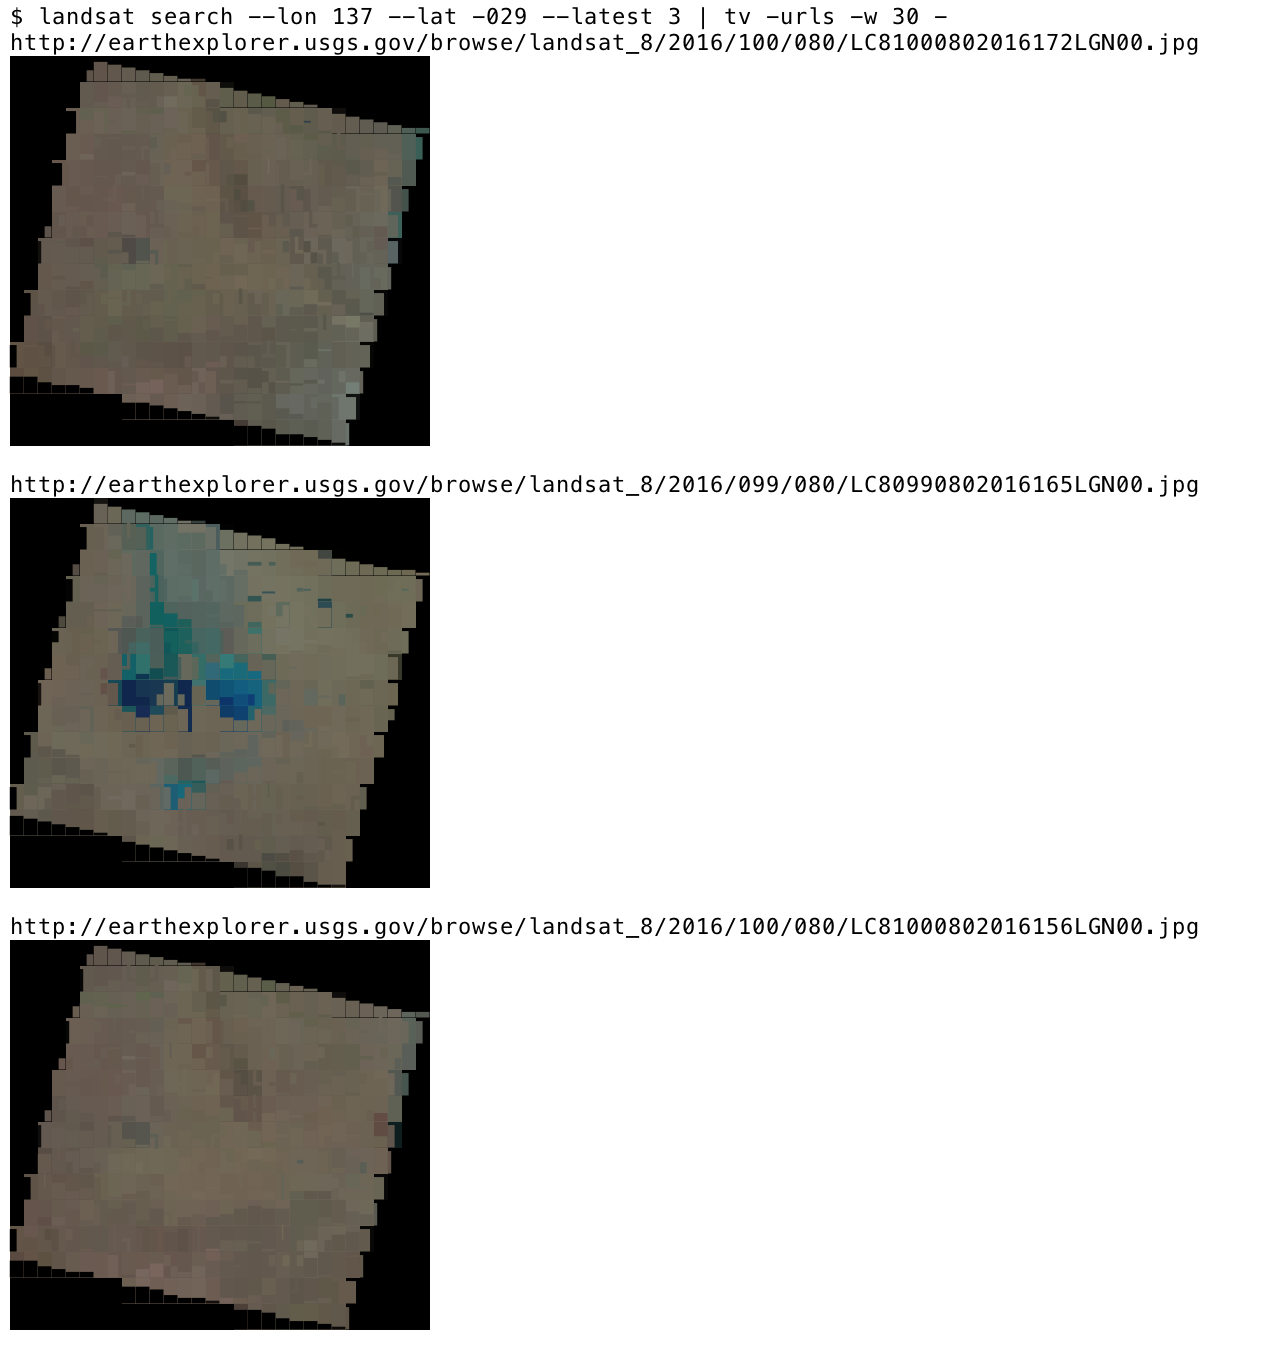 $ landsat search --lon 137 --lat -029 --latest 3 | tv -urls -w 30 -
http://earthexplorer.usgs.gov/browse/landsat_8/2016/100/080/LC81000802016172LGN00.jpg
http://earthexplorer.usgs.gov/browse/landsat_8/2016/099/080/LC80990802016165LGN00.jpg
http://earthexplorer.usgs.gov/browse/landsat_8/2016/100/080/LC81000802016156LGN00.jpg